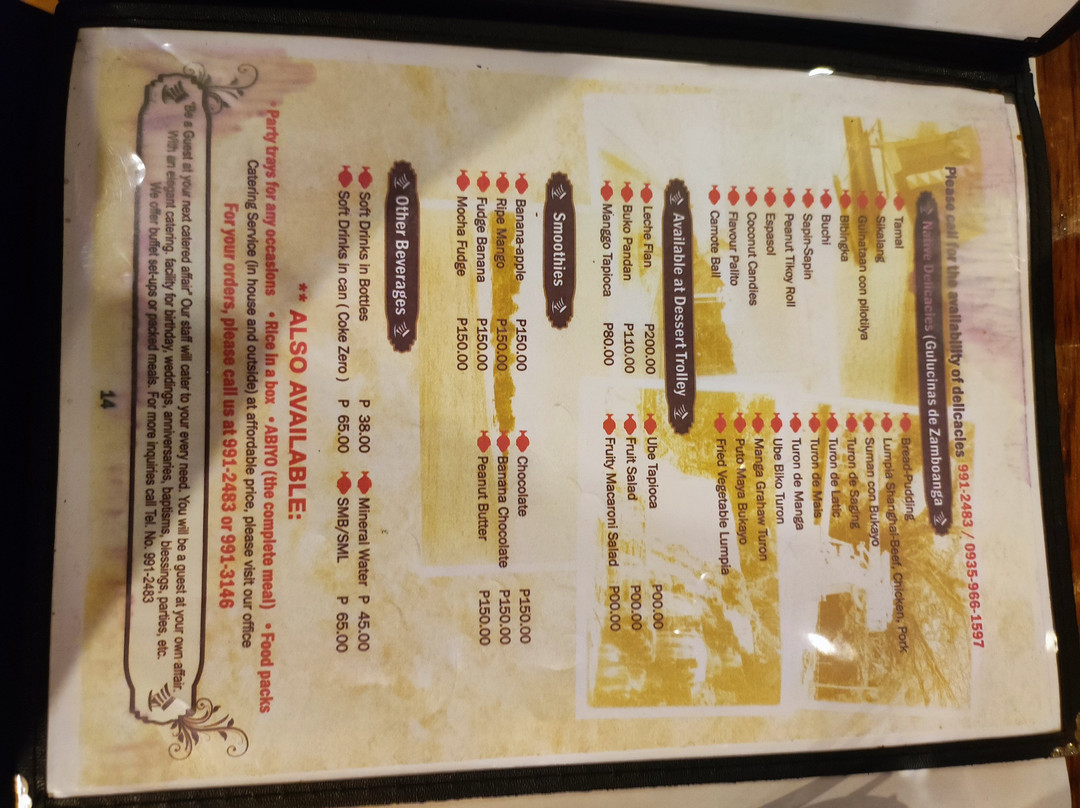 Please call for the availability of delicacies 991-2483 / 0935-966-1597
Native Delicacies (Gulucinas de Zamboanga)
Tamal
Sikalang
Guinataan con pilotilya
Bibingka
Buchi
Sapin-Sapin
Peanut Tikoy Roll
Espasol
Coconut Candies
Flavour Palito
Camote Ball
Bread-Pudding
Lumpia Shanghai-Beef, Chicken, Pork
Suman con Bukayo
Turon de Saging
Turon de Latic
Turon de Mais
Turon de Manga
Ube Biko Turon
Manga Grahaw Turon
Puto Maya Bukayo
Fried Vegetable Lumpia
Available at Dessert Trolley
Leche Flan P200.00
Buko Pandan P110.00
Manggo Tapioca P80.00
Ube Tapioca P00.00
Fruit Salad P00.00
Fruity Macaroni Salad P00.00
Smoothies
Banana-apple P150.00
Ripe Mango P150.00
Fudge Banana P150.00
Mocha Fudge P150.00
Chocolate P150.00
Banana Chocolate P150.00
Peanut Butter P150.00
Other Beverages
Soft Drinks in Bottles P 38.00
Soft Drinks in can ( Coke Zero ) P 65.00
Mineral Water P 45.00
SMB/SML P 65.00
** ALSO AVAILABLE:
* Party trays for any occasions • Rice in a box • ABIYO (the complete meal) • Food packs
Catering Service (in house and outside) at affordable price, please visit our office
For your orders, please call us at 991-2483 or 991-3146
"Be a Guest at your next catered affair" Our staff will cater to your every need. You will be a guest at your own affair.
With an elegant catering. facility for birthday, weddings, anniversaries, baptisms, blessings, parties, etc.
We offer buffet set-ups or packed meals. For more inquiries call Tel. No. 991-2483
14